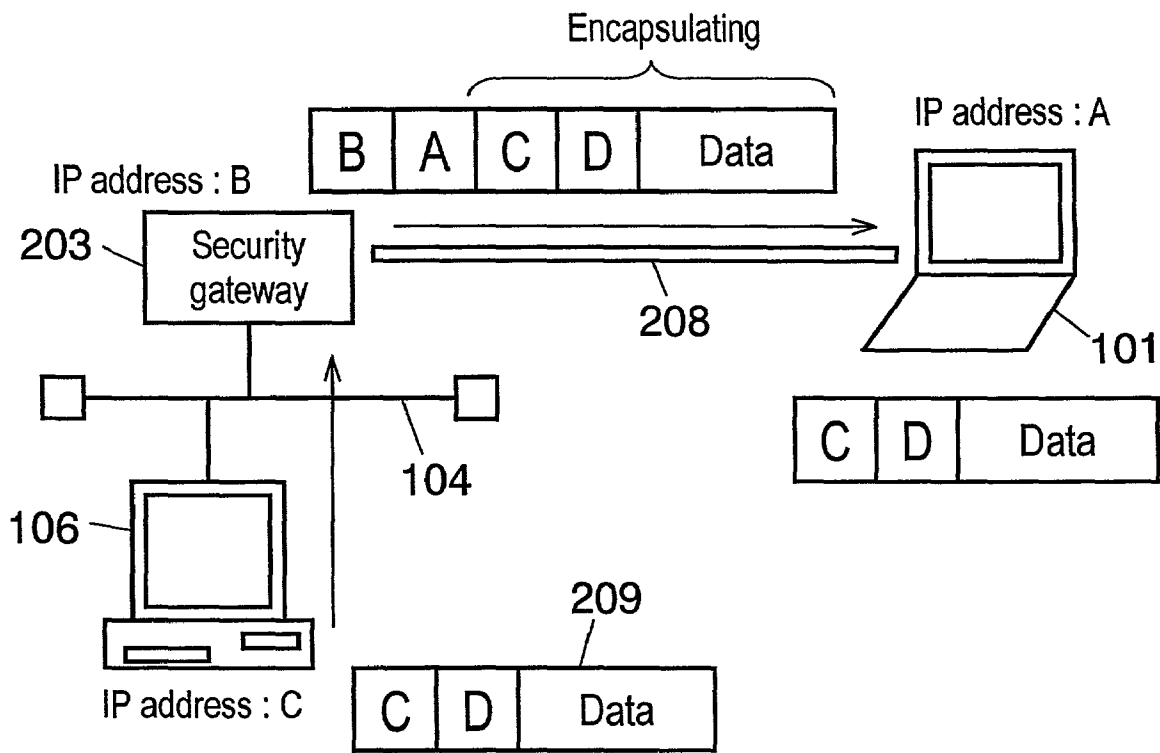 Encapsulating
B A C D Data
IP address : A
IP address : B
203
Security
gateway
208
101
C D Data
104
106
209
C D Data
IP address : C